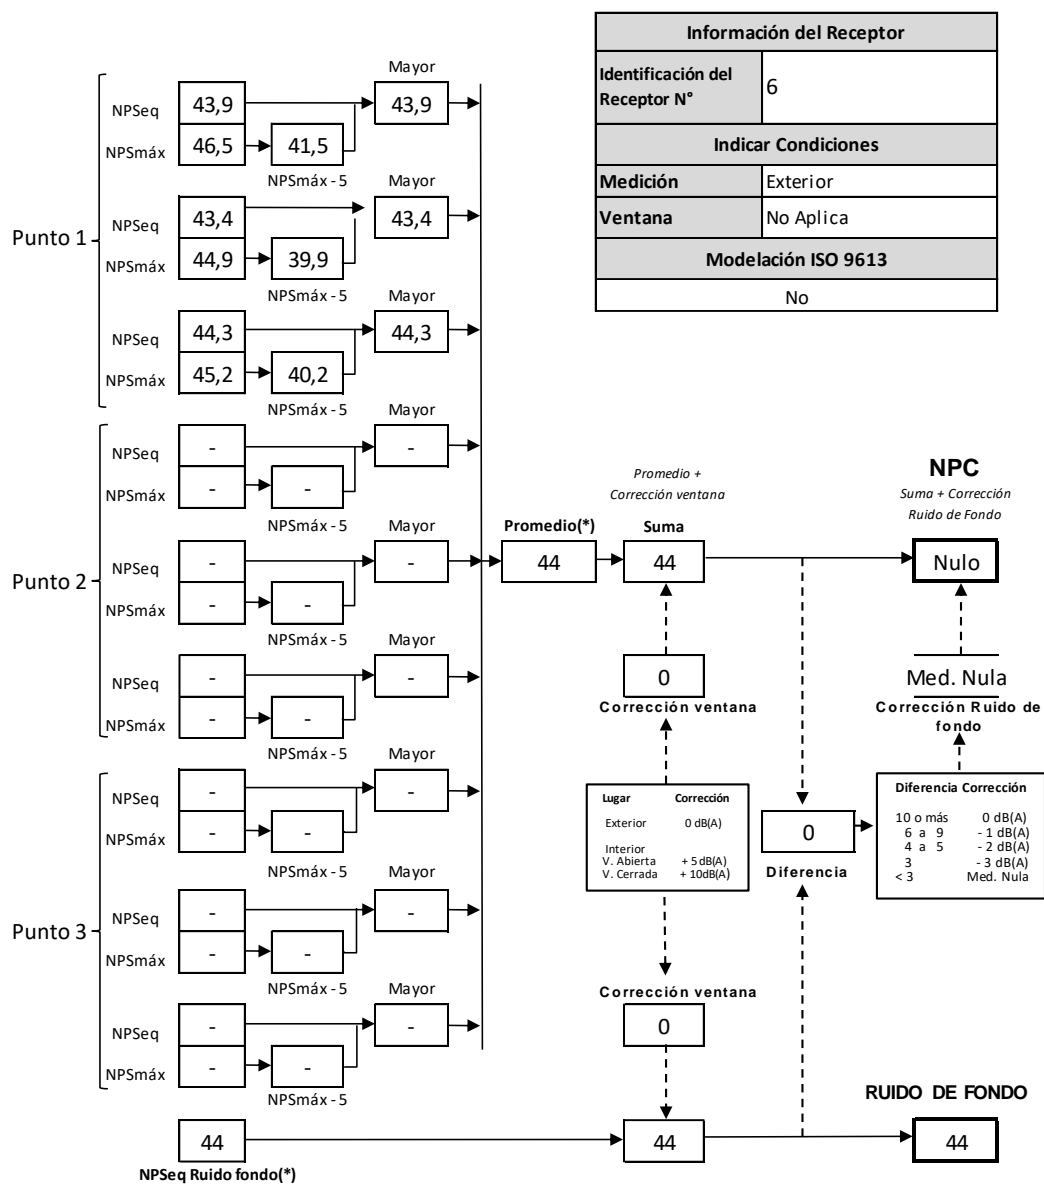 Información del Receptor
Identificación del
Receptor N°
6
Indicar Condiciones
Medición
Exterior
Ventana
No Aplica
Modelación ISO 9613
No
Punto 1
Mayor
NPSeq
43,9
43,9
NPSmáx
46,5
41,5
NPSmáx - 5
Mayor
NPSeq
43,4
43,4
NPSmáx
44,9
39,9
NPSmáx - 5
Mayor
NPSeq
44,3
44,3
NPSmáx
45,2
40,2
NPSmáx - 5
Punto 2
Mayor
NPSeq
-
-
NPSmáx
-
-
NPSmáx - 5
Mayor
NPSeq
-
-
NPSmáx
-
-
NPSmáx - 5
Mayor
NPSeq
-
-
NPSmáx
-
-
NPSmáx - 5
Punto 3
Mayor
NPSeq
-
-
NPSmáx
-
-
NPSmáx - 5
Mayor
NPSeq
-
-
NPSmáx
-
-
NPSmáx - 5
Mayor
NPSeq
-
-
NPSmáx
-
-
NPSmáx - 5
Promedio(*)
44
Promedio +
Corrección ventana
Suma
44
NPC
Suma + Corrección
Ruido de Fondo
Nulo
0
Corrección ventana
Med. Nula
Corrección Ruido de
fondo
Lugar Corrección
Exterior 0 dB(A)
Interior
V. Abierta + 5 dB(A)
V. Cerrada + 10dB(A)
0
Diferencia
Diferencia Corrección
10 o más 0 dB(A)
6 a 9 - 1 dB(A)
4 a 5 - 2 dB(A)
3 - 3 dB(A)
< 3 Med. Nula
Corrección ventana
0
RUIDO DE FONDO
44
44
44
NPSeq Ruido fondo(*)